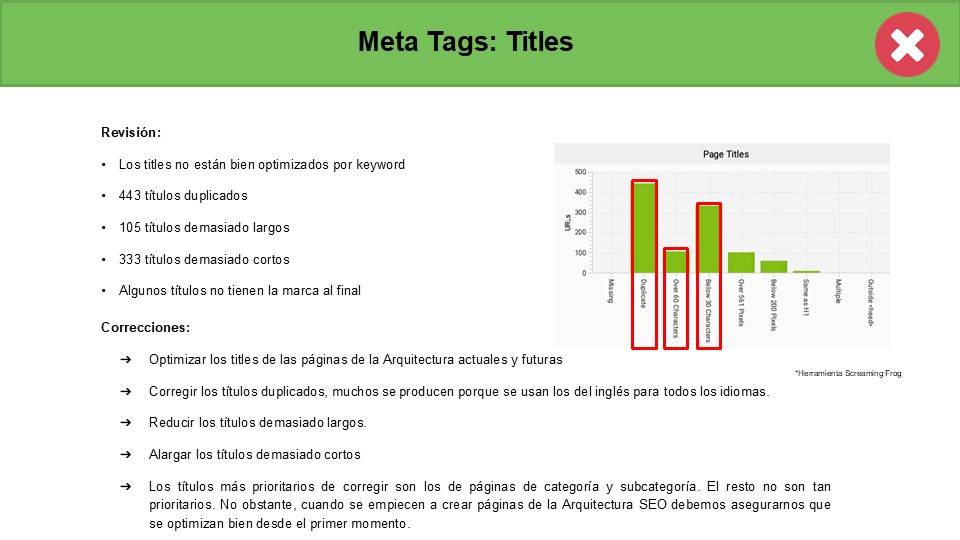 Meta Tags: Titles
Revisión:
• Los titles no están bien optimizados por keyword
• 443 títulos duplicados
• 105 títulos demasiado largos
• 333 títulos demasiado cortos
• Algunos títulos no tienen la marca al final
Page Titles
URLs
500
400
300
200
100
0
Missing
Duplicate
Over 60 Characters
Below 30 Characters
Over 561 Pixels
Below 200 Pixels
Same as H1
Multiple
Outside <head>
*Herramienta Screaming Frog
Correcciones:
➔ Optimizar los titles de las páginas de la Arquitectura actuales y futuras
➔ Corregir los títulos duplicados, muchos se producen porque se usan los del inglés para todos los idiomas.
➔ Reducir los títulos demasiado largos.
➔ Alargar los títulos demasiado cortos
➔ Los títulos más prioritarios de corregir son los de páginas de categoría y subcategoría. El resto no son tan
prioritarios. No obstante, cuando se empiecen a crear páginas de la Arquitectura SEO debemos asegurarnos que
se optimizan bien desde el primer momento.